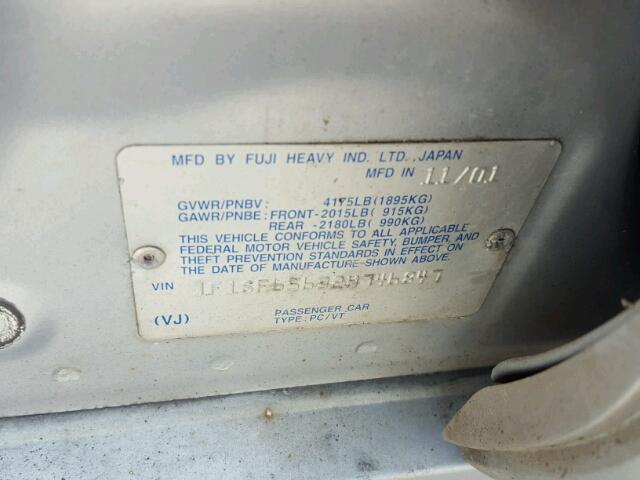 MFD BY FUJI HEAVY IND. LTD., JAPAN
MFD IN 11/01
GVWR/PNBV: 4175LB(1895KG)
GAWR/PNBE:FRONT-2015LB( 915KG)
REAR -2180LB( 990KG)
THIS VEHICLE CONFORMS TO ALL APPLICABLE
FEDERAL MOTOR VEHICLE SAFETY, BUMPER, AND
THEFT PREVENTION STANDARDS IN EFFECT ON
THE DATE OF MANUFACTURE SHOWN ABOVE.
VIN
(VJ) PASSENGER CAR
TYPE:PC/VT